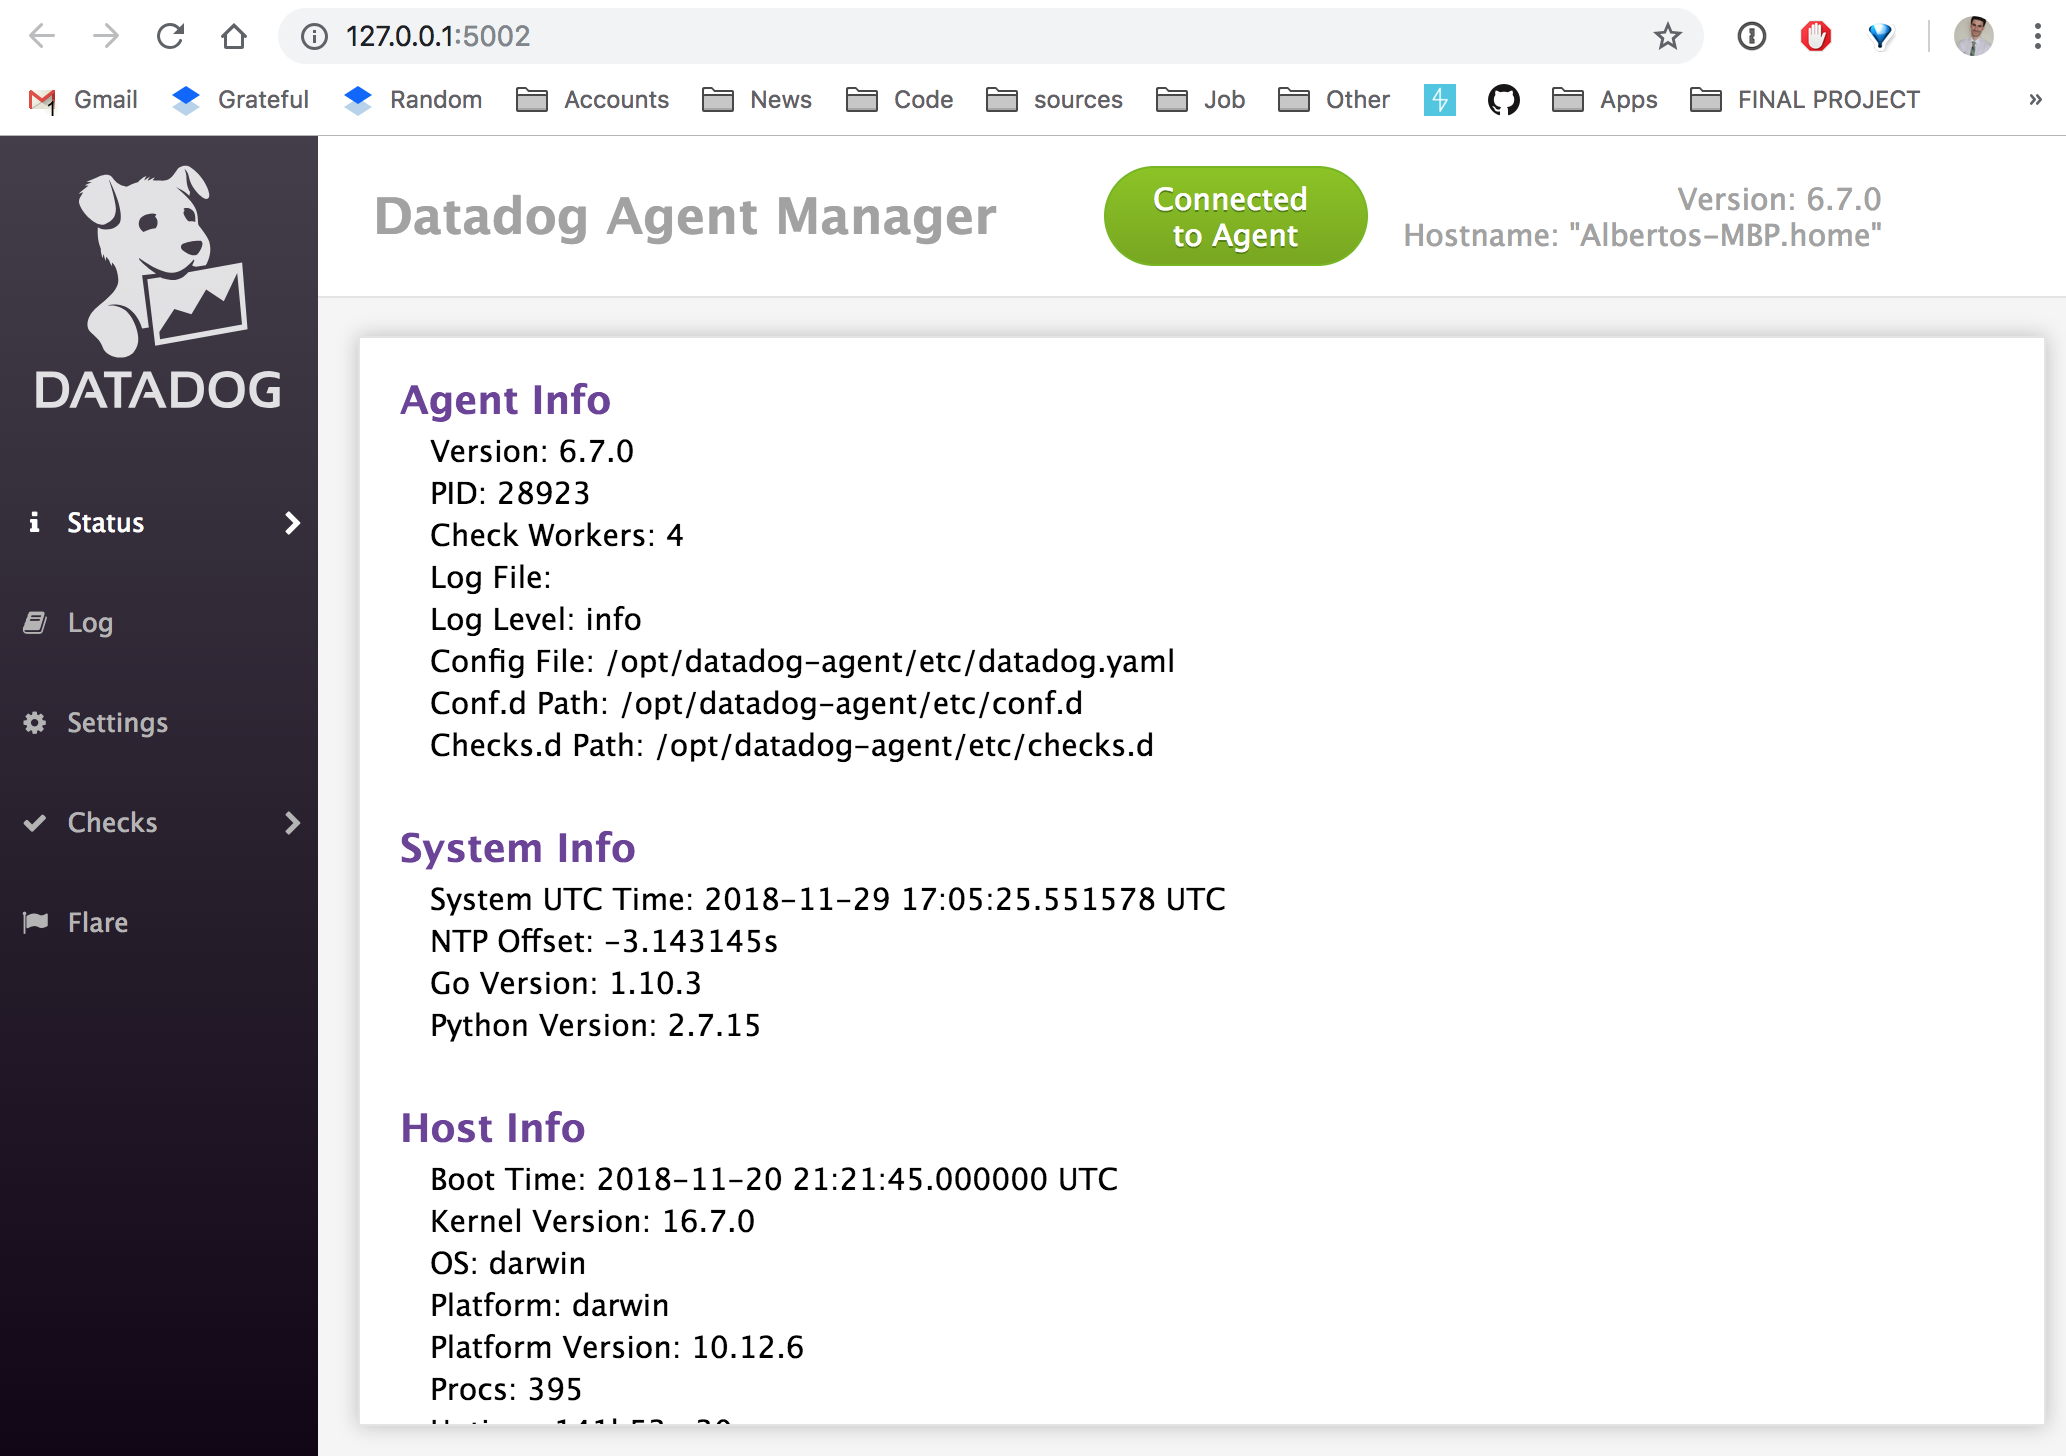 127.0.0.1:5002
Gmail Grateful Random Accounts News Code sources Job Other Apps FINAL PROJECT »
DATADOG
Status
Log
Settings
Checks
Flare
Datadog Agent Manager
Connected
to Agent
Version: 6.7.0
Hostname: "Albertos-MBP.home"
Agent Info
Version: 6.7.0
PID: 28923
Check Workers: 4
Log File:
Log Level: info
Config File: /opt/datadog-agent/etc/datadog.yaml
Conf.d Path: /opt/datadog-agent/etc/conf.d
Checks.d Path: /opt/datadog-agent/etc/checks.d
System Info
System UTC Time: 2018-11-29 17:05:25.551578 UTC
NTP Offset: -3.143145s
Go Version: 1.10.3
Python Version: 2.7.15
Host Info
Boot Time: 2018-11-20 21:21:45.000000 UTC
Kernel Version: 16.7.0
OS: darwin
Platform: darwin
Platform Version: 10.12.6
Procs: 395